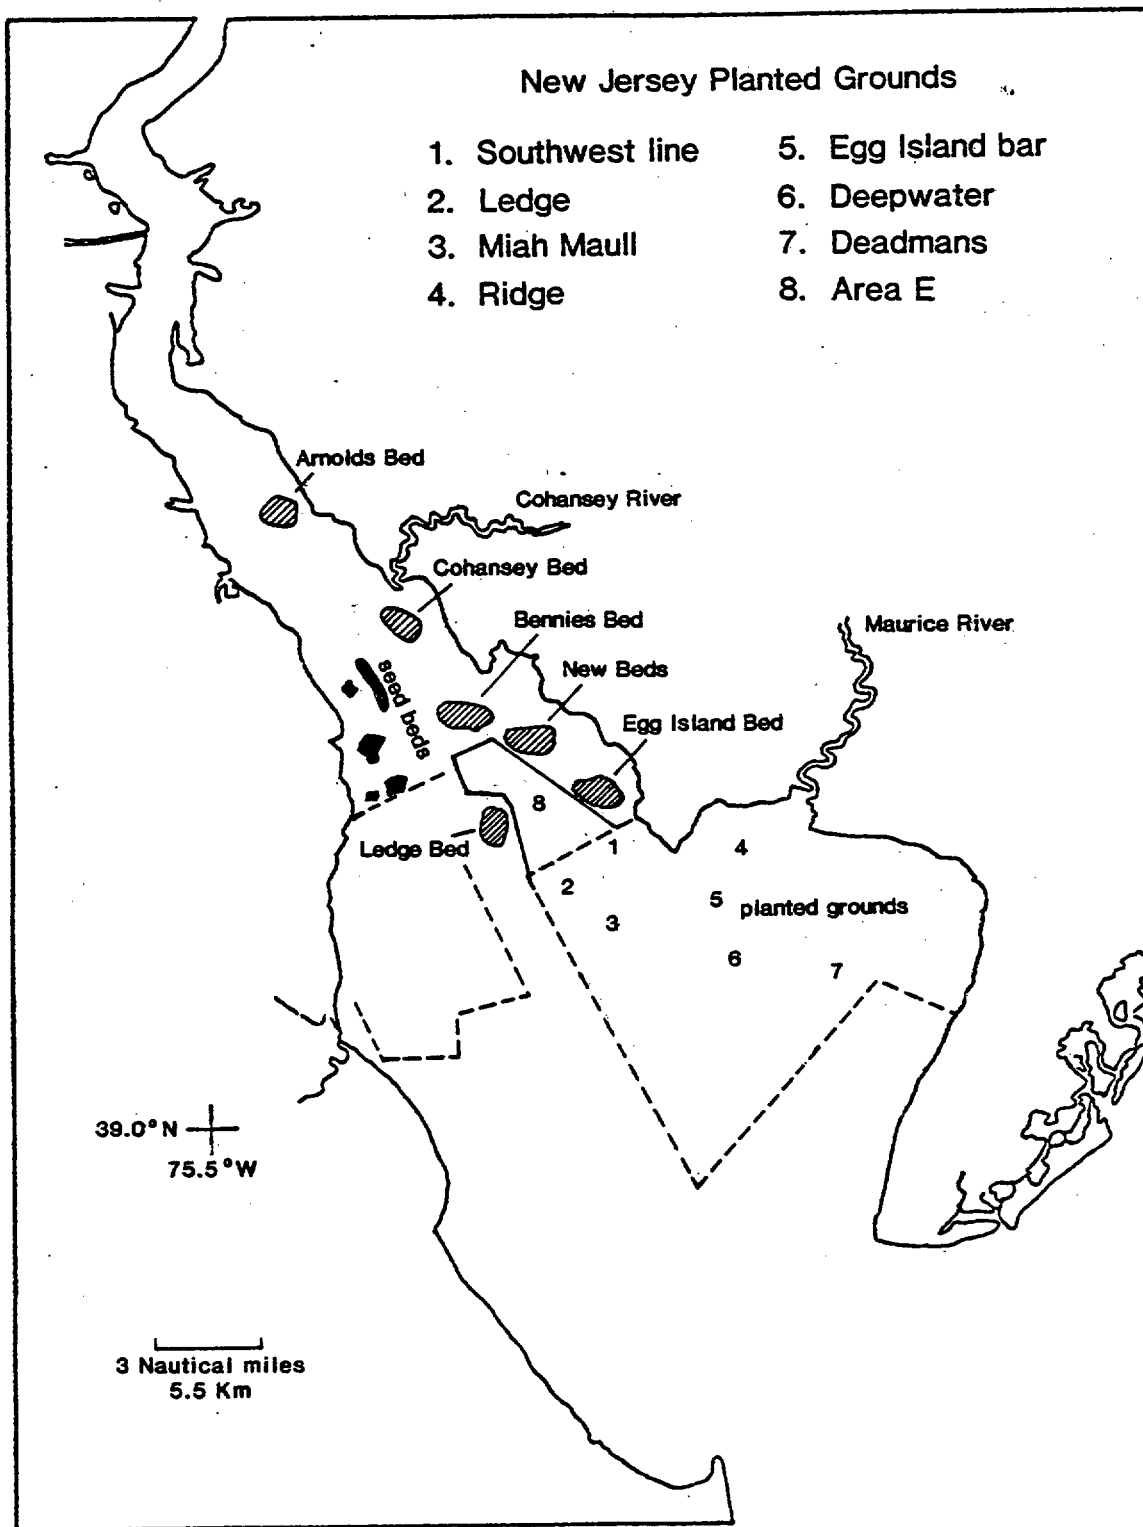 New Jersey Planted Grounds
1. Southwest line
2. Ledge
3. Miah Maull
4. Ridge
5. Egg Island bar
6. Deepwater
7. Deadmans
8. Area E
Arnolds Bed
Cohansey River
Cohansey Bed
Bennies Bed
Maurice River
New Beds
seed beds
Egg Island Bed
8
Ledge Bed
1
4
2
5 planted grounds
3
6
7
39.0°N
75.5°W
3 Nautical miles
5.5 Km